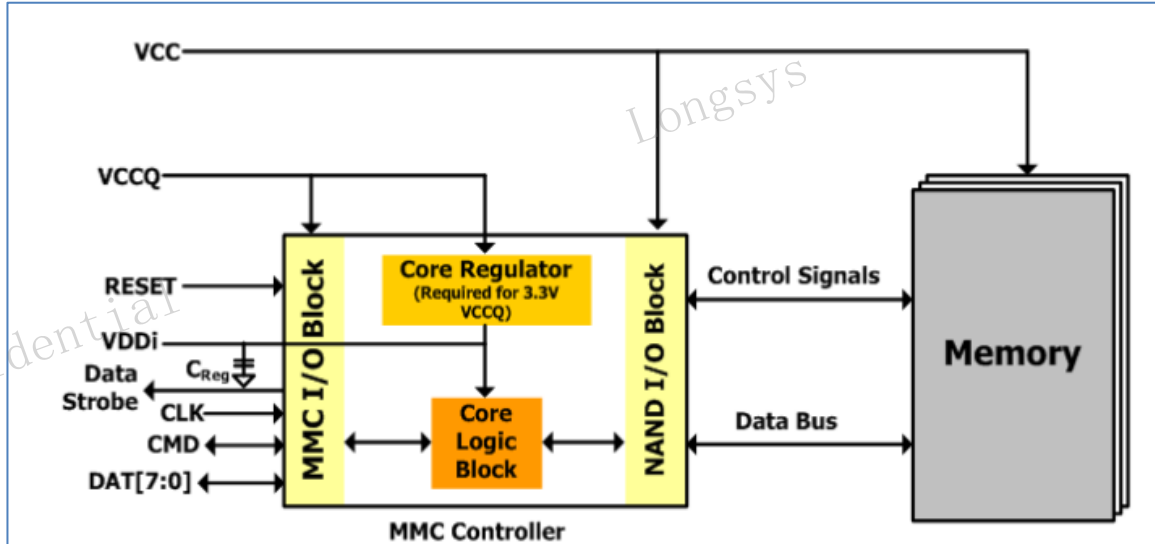 VCC
Longsys
VCCQ
RESET
VDDi
dential
CReg
Data
Strobe
CLK
CMD
DAT[7:0]
MMC I/O Block
Core Regulator
(Required for 3.3V
VCCQ)
Core
Logic
Block
NAND I/O Block
MMC Controller
Control Signals
Data Bus
Memory